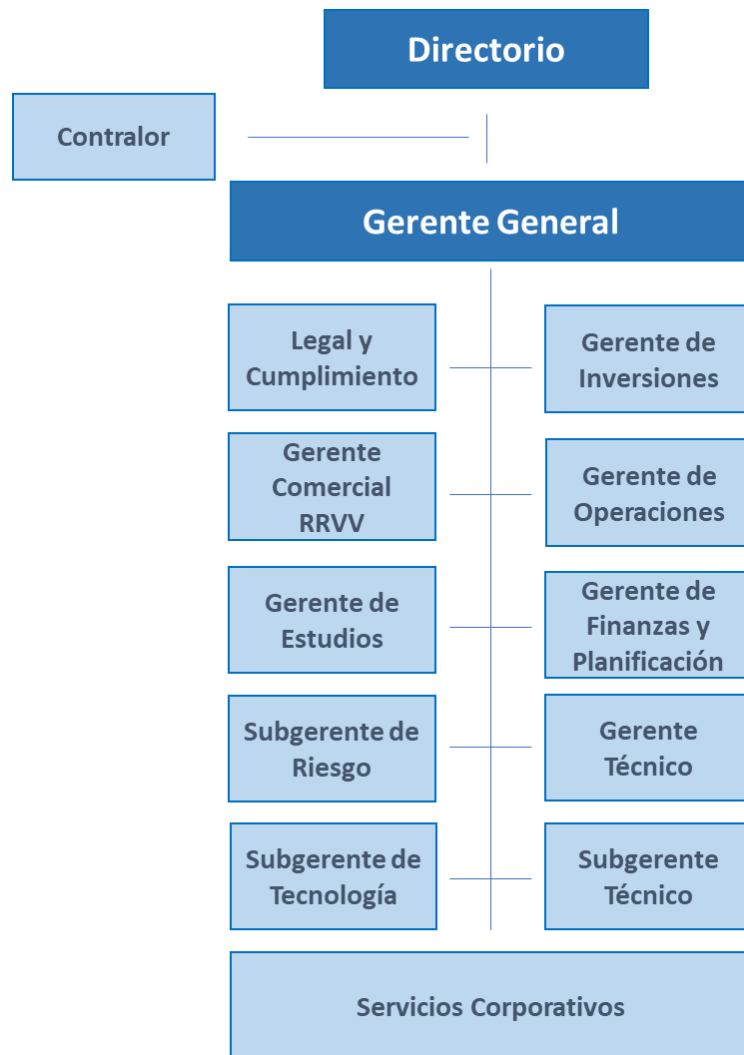 Directorio
Contralor
Gerente General
Legal y
Cumplimiento
Gerente de
Inversiones
Gerente
Comercial
RRVV
Gerente de
Operaciones
Gerente de
Estudios
Gerente de
Finanzas y
Planificación
Subgerente de
Riesgo
Gerente
Técnico
Subgerente de
Tecnología
Subgerente
Técnico
Servicios Corporativos